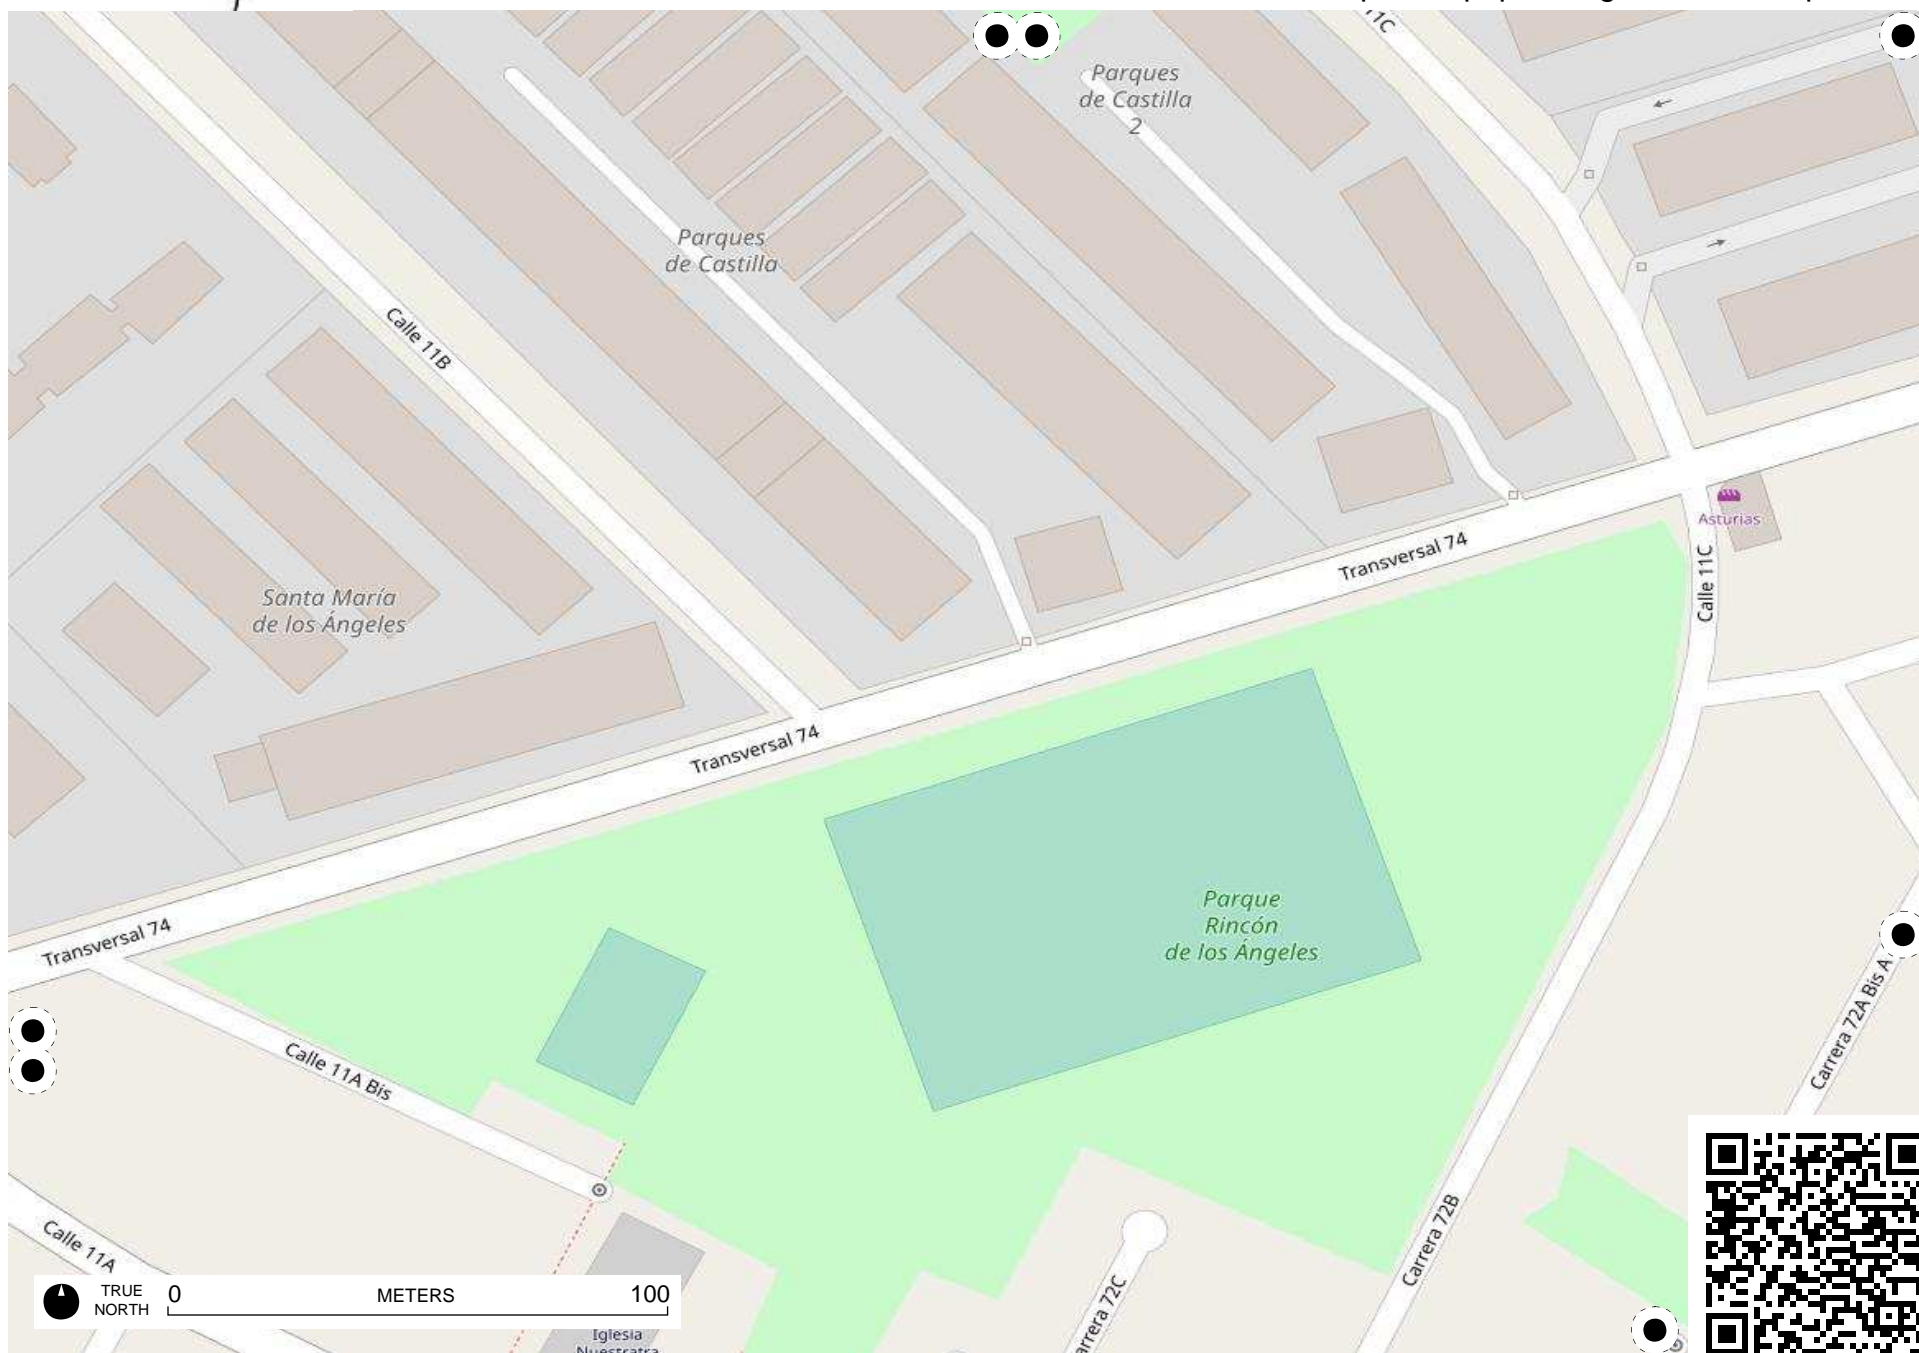 11C
Parques
de Castilla
2
Parques
de Castilla
Calle 11B
Asturias
Transversal 74
Calle 11C
Santa María
de los Ángeles
Transversal 74
Parque
Rincón
de los Ángeles
Transversal 74
Carrera 72A Bis A
Calle 11A Bis
Carrera 72B
Calle 11A
TRUE
NORTH
0
METERS
100
arrera 72C
Iglesia
Nuestratra